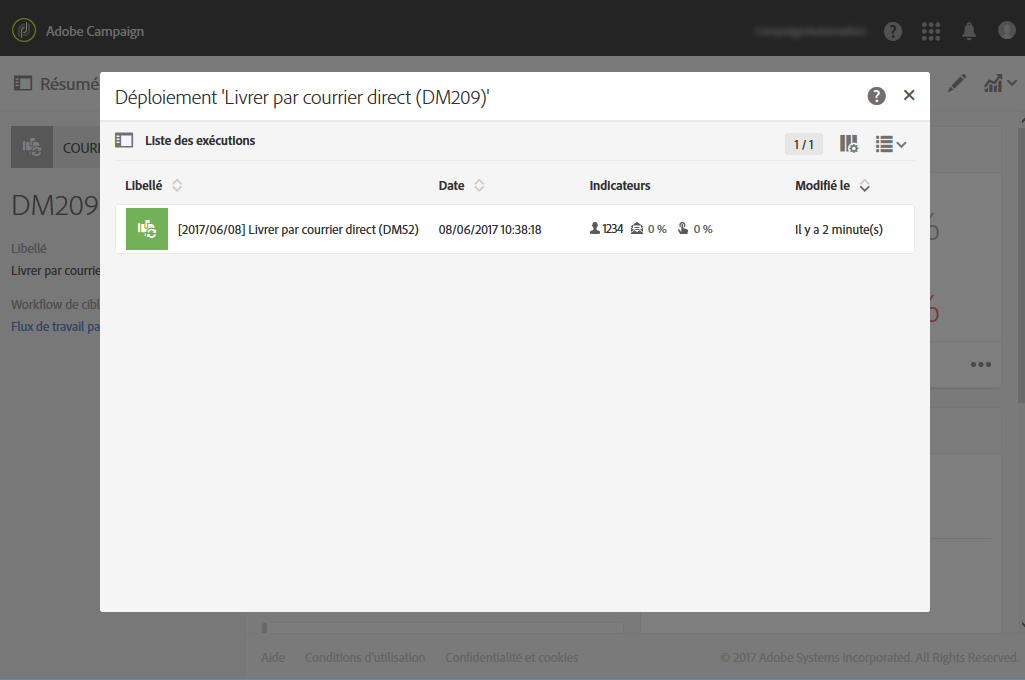 Adobe Campaign
Résumé
Déploiement 'Livrer par courrier direct (DM209)'
Liste des exécutions
1 / 1
Libellé Date Indicateurs Modifié le
[2017/06/08] Livrer par courrier direct (DM52) 08/06/2017 10:38:18 1234 0 % 0 % Il y a 2 minute(s)
COURR
DM209
Libellé
Livrer par courrie
Workflow de cibl
Flux de travail pa
Aide Conditions d'utilisation Confidentialité et cookies © 2017 Adobe Systems Incorporated. All Rights Reserved.